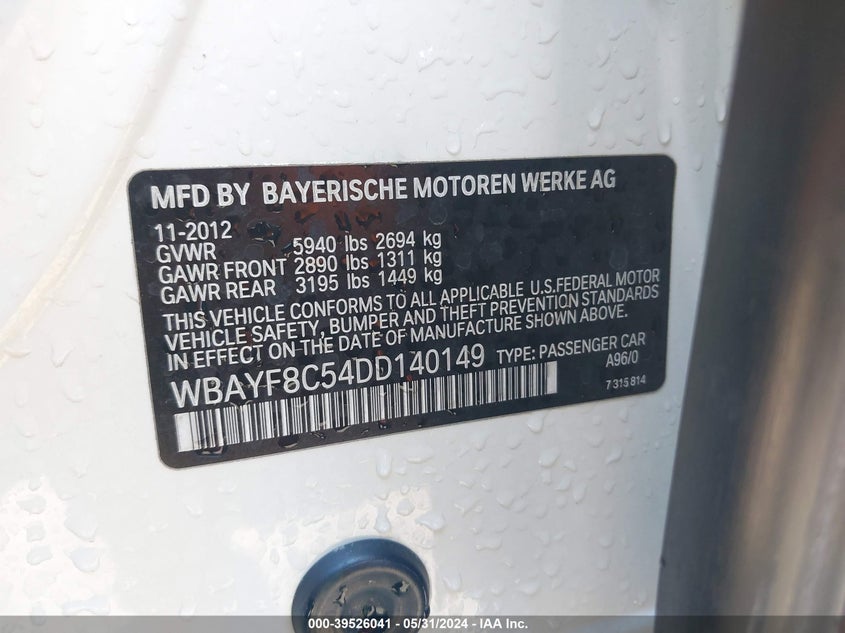 MFD BY BAYERISCHE MOTOREN WERKE AG
11-2012
GVWR 5940 lbs 2694 kg
GAWR FRONT 2890 lbs 1311 kg
GAWR REAR 3195 lbs 1449 kg
THIS VEHICLE CONFORMS TO ALL APPLICABLE U.S.FEDERAL MOTOR
VEHICLE SAFETY, BUMPER AND THEFT PREVENTION STANDARDS
IN EFFECT ON THE DATE OF MANUFACTURE SHOWN ABOVE.
WBAYF8C54DD140149 TYPE: PASSENGER CAR
A96/0
7315814
000-39526041 - 05/31/2024 - IAA Inc.